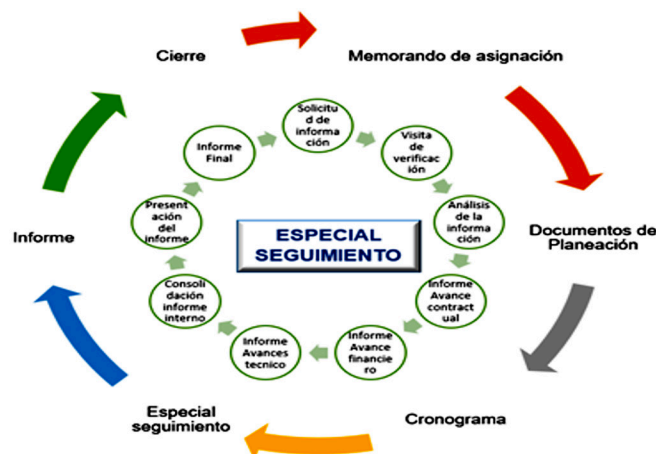 Cierre
Memorando de asignación
Documentos de
Planeación
Cronograma
Especial
seguimiento
Informe
Solicitu
d de
informa
ción
Visita
de
verificac
ión
Análisis
de la
informa
ción
Informe
Avance
contract
ual
Informe
Avance
financie
ro
Informe
Avances
tecnico
Consoli
dación
informe
interno
Present
ación
del
informe
Informe
Final
ESPECIAL
SEGUIMIENTO